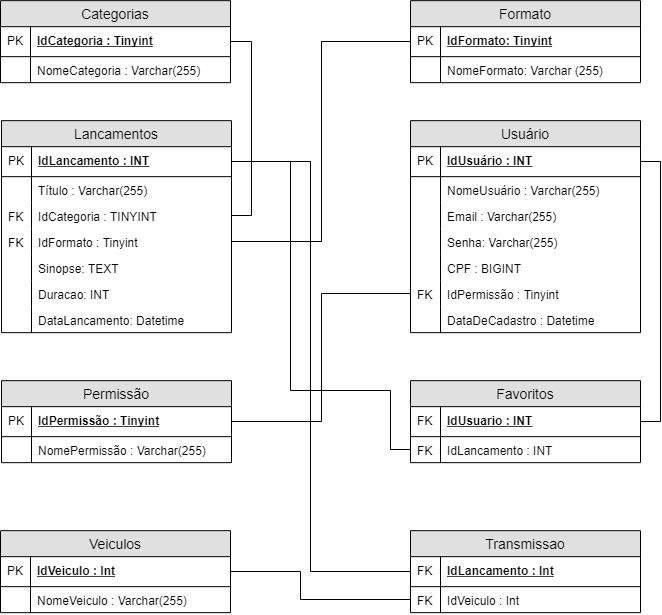 Categorias
PK IdCategoria : Tinyint
NomeCategoria : Varchar(255)
Formato
PK IdFormato: Tinyint
NomeFormato: Varchar (255)
Lancamentos
PK IdLancamento : INT
Título : Varchar(255)
FK IdCategoria : TINYINT
FK IdFormato : Tinyint
Sinopse: TEXT
Duracao: INT
DataLancamento: Datetime
Usuário
PK IdUsuário : INT
NomeUsuário : Varchar(255)
Email : Varchar(255)
Senha: Varchar(255)
CPF : BIGINT
FK IdPermissão : Tinyint
DataDeCadastro : Datetime
Permissão
PK IdPermissão : Tinyint
NomePermissão : Varchar(255)
Favoritos
FK IdUsuario : INT
FK IdLancamento : INT
Veiculos
PK IdVeiculo : Int
NomeVeiculo : Varchar(255)
Transmissao
FK IdLancamento : Int
FK IdVeiculo : Int